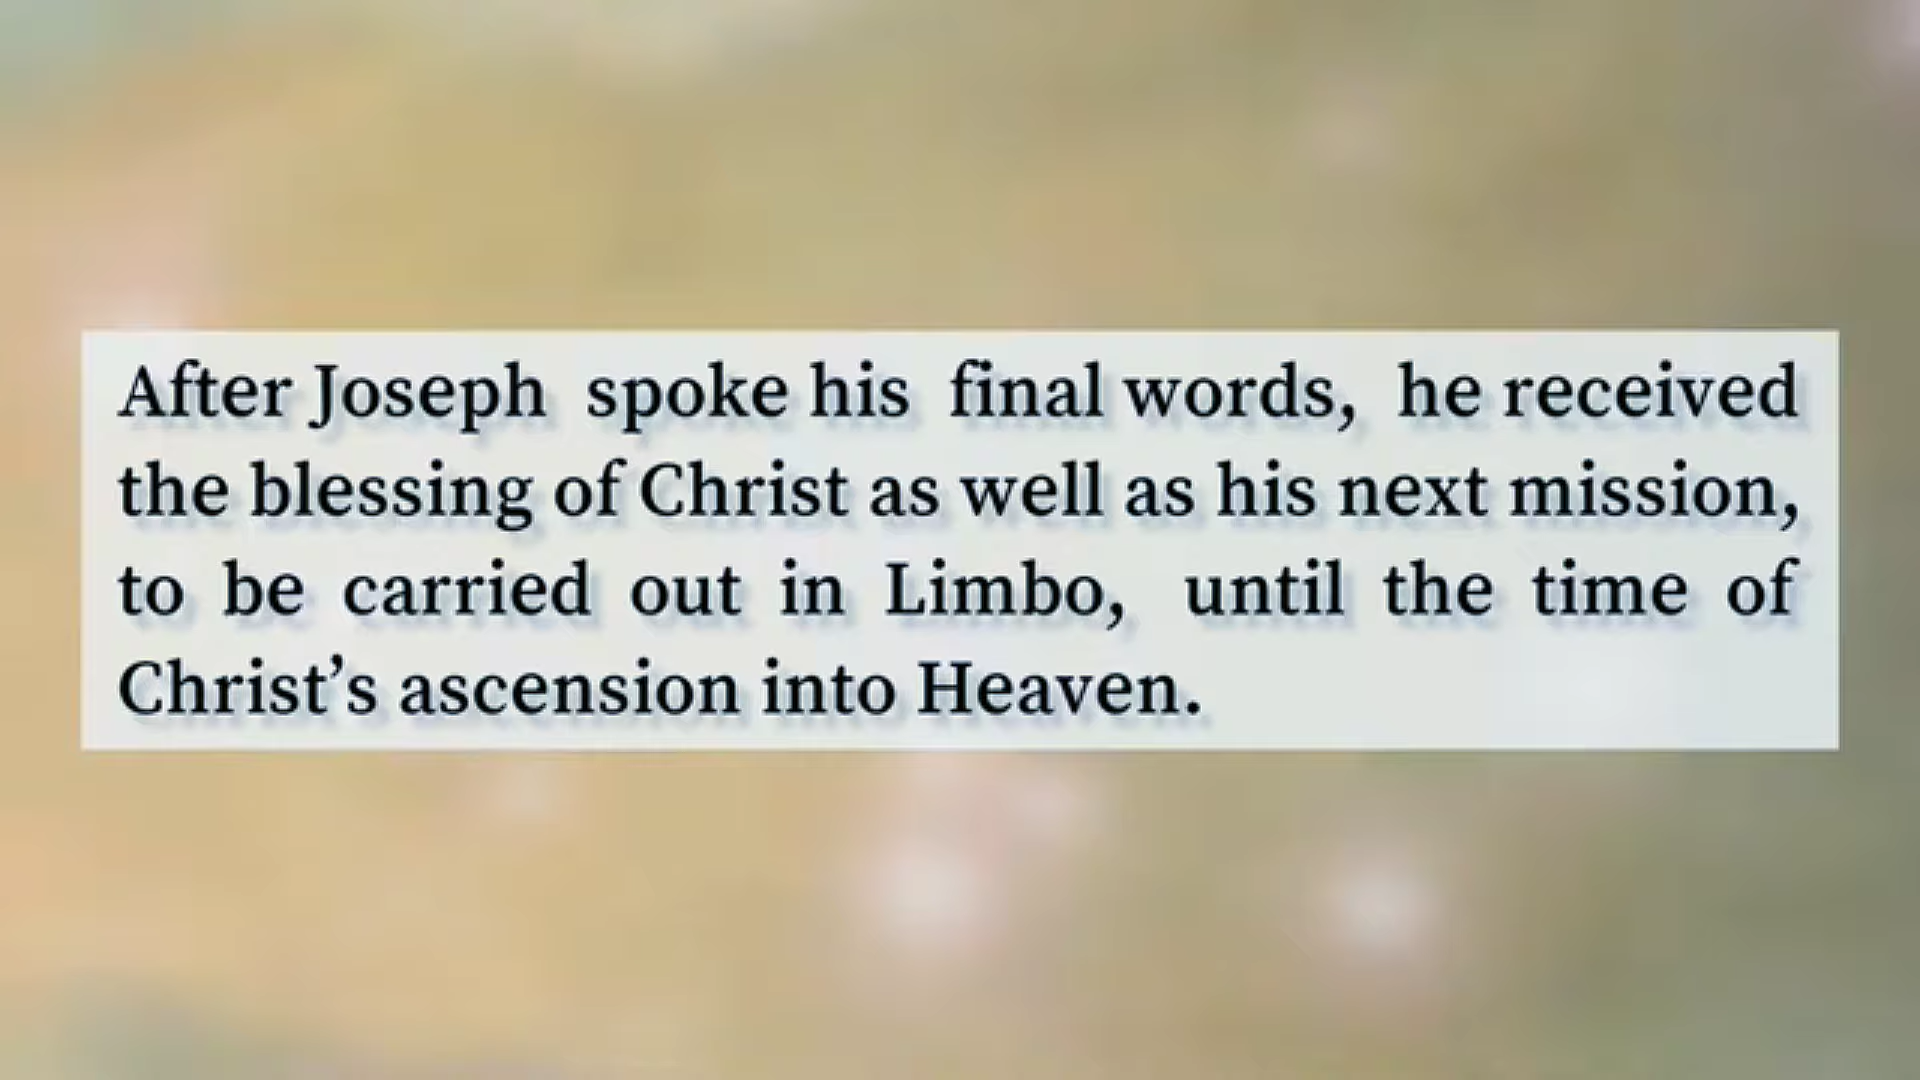 After Joseph spoke his final words, he received
the blessing of Christ as well as his next mission,
to be carried out in Limbo, until the time of
Christ’s ascension into Heaven.